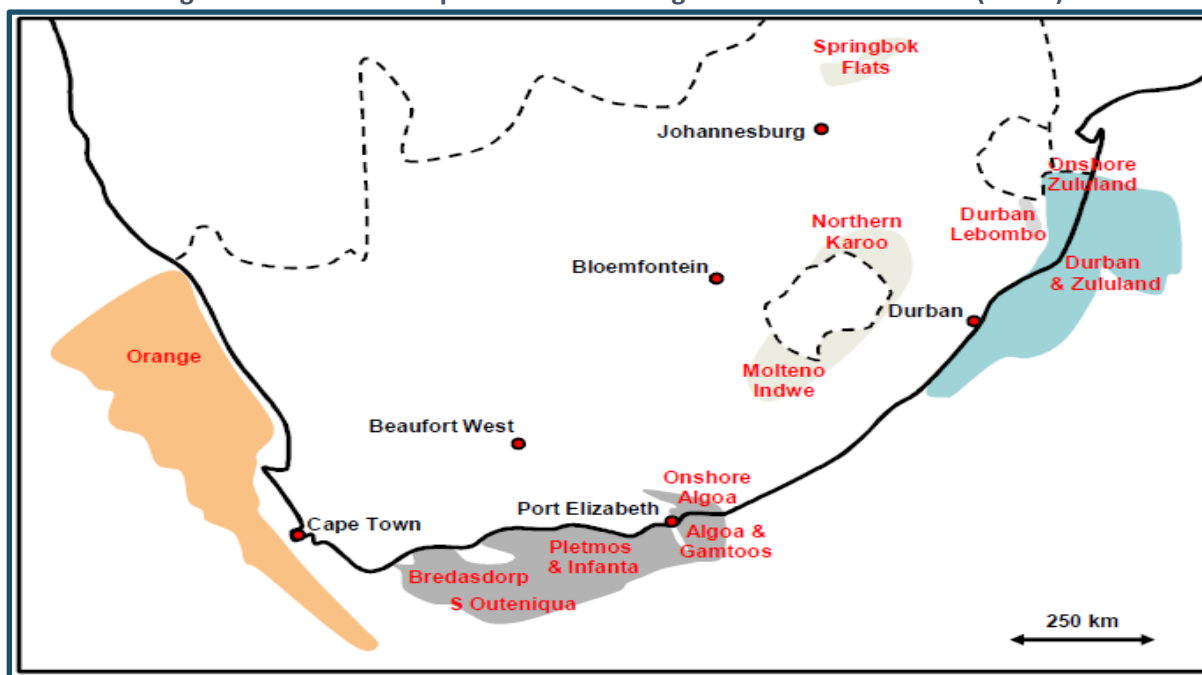 Springbok
Flats
Johannesburg
Onshore
Zululand
Durban
Lebombo
Northern
Karoo
Bloemfontein
Durban
& Zululand
Durban
Orange
Molteno
Indwe
Beaufort West
Onshore
Algoa
Port Elizabeth
Cape Town
Algoa &
Gamtoos
Pletmos
& Infanta
Bredasdorp
S Outeniqua
250 km